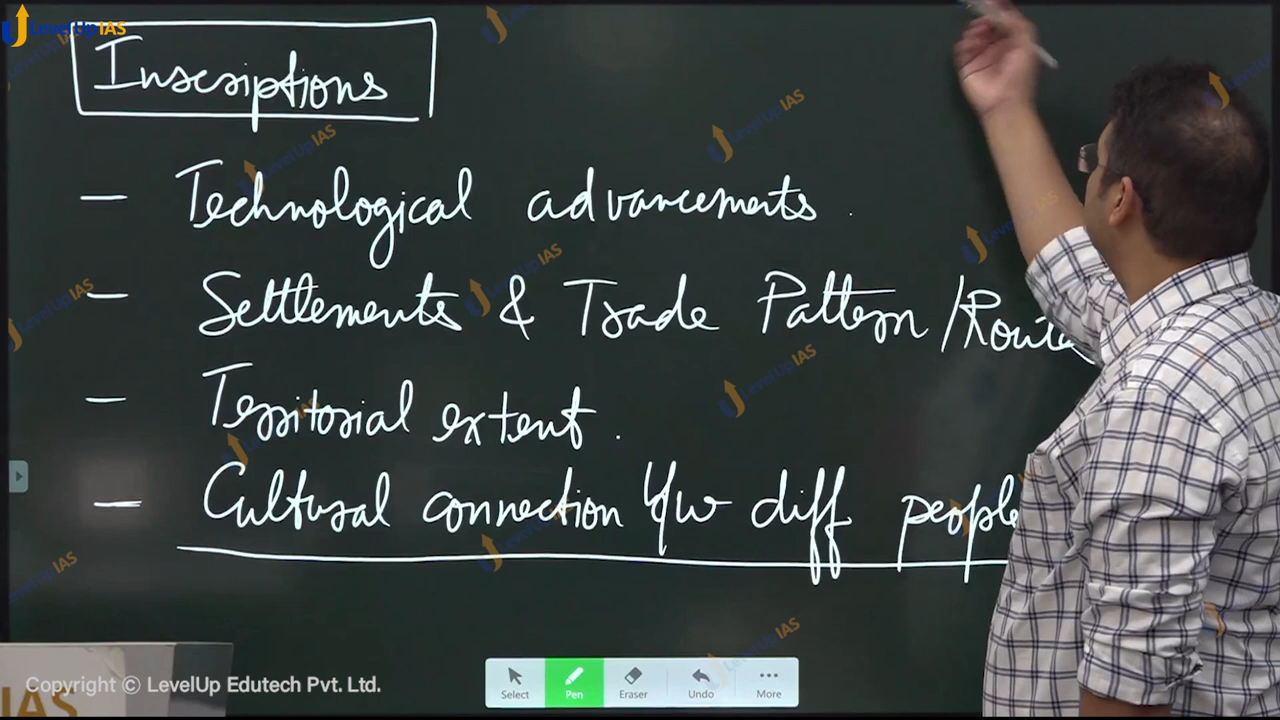 LevelUp IAS
Inscriptions
- Technological advancements.
- Settlements & Trade Pattern/Route
- Territorial extent.
- Cultural connection b/w diff people
IAS
Copyright © LevelUp Edutech Pvt. Ltd.
Select Pen Eraser Undo More